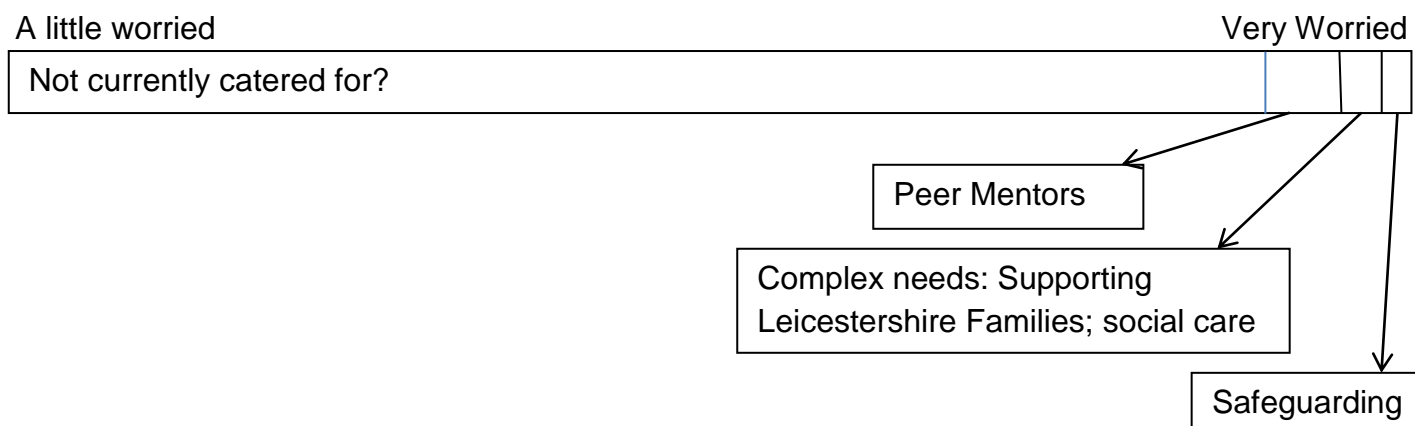 A little worried
Very Worried
Not currently catered for?
Peer Mentors
Complex needs: Supporting
Leicestershire Families; social care
Safeguarding